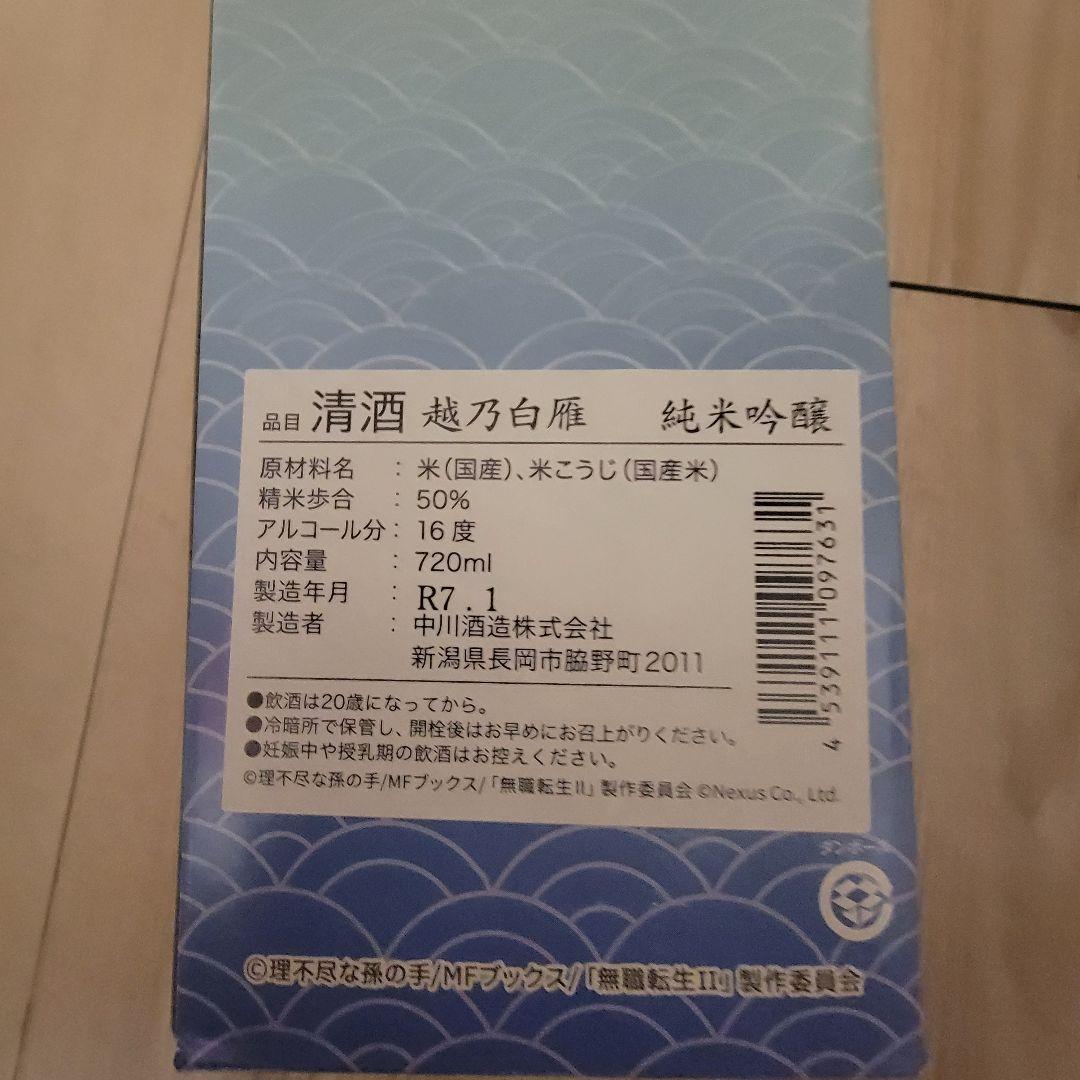 品目 清酒 越乃白雁 純米吟醸
原材料名 : 米(国産)、米こうじ(国産米)
精米歩合 : 50%
アルコール分 : 16度
内容量 : 720ml
製造年月 : R7.1
製造者 : 中川酒造株式会社
新潟県長岡市脇野町2011
●飲酒は20歳になってから。
●冷暗所で保管し、開栓後はお早めにお召上がりください。
●妊娠中や授乳期の飲酒はお控えください。
©理不尽な孫の手/MFブックス/「無職転生II」製作委員会 ©Nexus Co., Ltd.
4 539111 097631
ダンボール
©理不尽な孫の手/MFブックス/「無職転生II」製作委員会